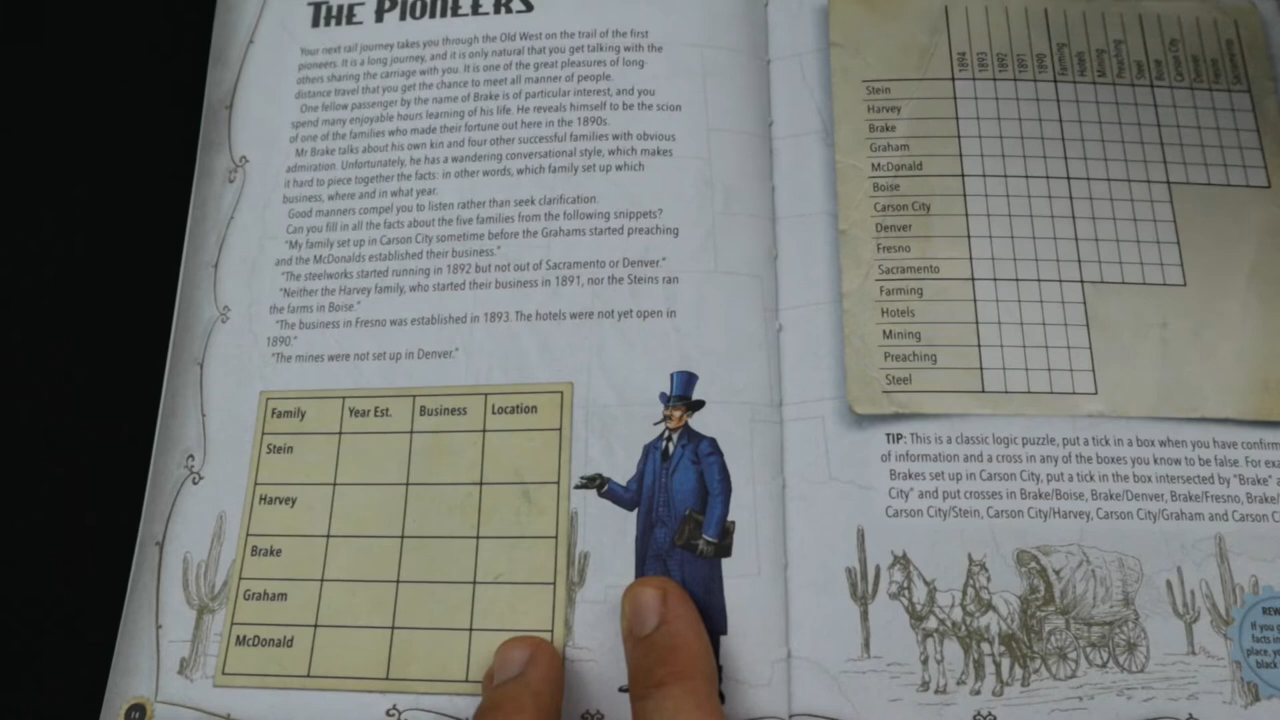 THE PIONEERS
Your next rail journey takes you through the Old West on the trail of the first
pioneers. It is a long journey, and it is only natural that you get talking with the
others sharing the carriage with you. It is one of the great pleasures of long-
distance travel that you get the chance to meet all manner of people.
One fellow passenger by the name of Brake is of particular interest, and you
spend many enjoyable hours learning of his life. He reveals himself to be the scion
of one of the families who made their fortune out here in the 1890s.
Mr Brake talks about his own kin and four other successful families with obvious
admiration. Unfortunately, he has a wandering conversational style, which makes
it hard to piece together the facts: in other words, which family set up which
business, where and in what year.
Good manners compel you to listen rather than seek clarification.
Can you fill in all the facts about the five families from the following snippets?
"My family set up in Carson City sometime before the Grahams started preaching
and the McDonalds established their business."
"The steelworks started running in 1892 but not out of Sacramento or Denver."
"Neither the Harvey family, who started their business in 1891, nor the Steins ran
the farms in Boise."
"The business in Fresno was established in 1893. The hotels were not yet open in
1890."
"The mines were not set up in Denver."
Family Year Est. Business Location
Stein
Harvey
Brake
Graham
McDonald
14
1894 1893 1892 1891 1890 Farming Hotels Mining Preaching Steel Boise Carson City Denver Fresno Sacramento
Stein
Harvey
Brake
Graham
McDonald
Boise
Carson City
Denver
Fresno
Sacramento
Farming
Hotels
Mining
Preaching
Steel
TIP: This is a classic logic puzzle, put a tick in a box when you have
of information and a cross in any of the boxes you know to be false. For
Brakes set up in Carson City, put a tick in the box intersected by "Brake"
City" and put crosses in Brake/Boise, Brake/Denver, Brake/Fresno, Brake/
Carson City/Stein, Carson City/Harvey, Carson City/Graham and Carson
If you
facts in
place,
black